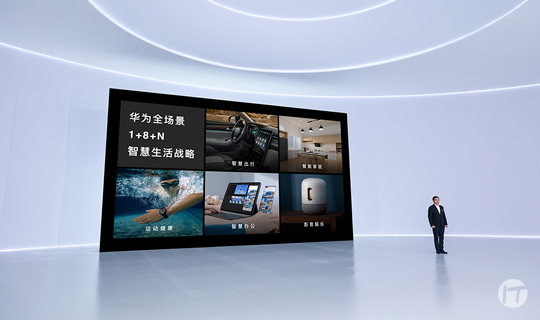 华为全场景
1+8+N
智慧生活战略
智慧出行
智能家居
运动健康
智慧办公
影音娱乐
IT